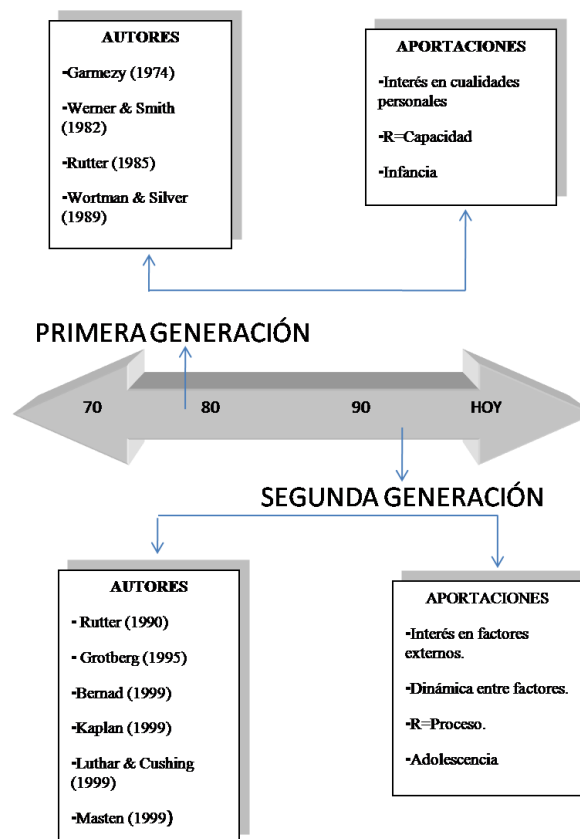 AUTORES
-Garmezy (1974)
-Werner & Smith
(1982)
-Rutter (1985)
-Wortman & Silver
(1989)
APORTACIONES
-Interés en cualidades
personales
-R=Capacidad
-Infancia
PRIMERA GENERACIÓN
70 80 90 HOY
SEGUNDA GENERACIÓN
AUTORES
- Rutter (1990)
- Grotberg (1995)
-Bernad (1999)
-Kaplan (1999)
-Luthar & Cushing
(1999)
-Masten (1999)
APORTACIONES
-Interés en factores
externos.
-Dinámica entre factores.
-R=Proceso.
-Adolescencia